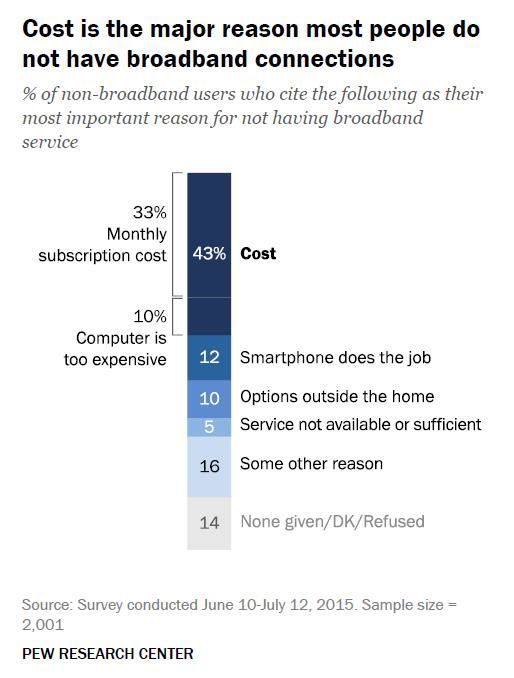 Cost is the major reason most people do
not have broadband connections
% of non-broadband users who cite the following as their
most important reason for not having broadband
service
33%
Monthly
subscription cost
43% Cost
10%
Computer is
too expensive
12 Smartphone does the job
10 Options outside the home
5 Service not available or sufficient
16 Some other reason
14 None given/DK/Refused
Source: Survey conducted June 10-July 12, 2015. Sample size =
2,001
PEW RESEARCH CENTER